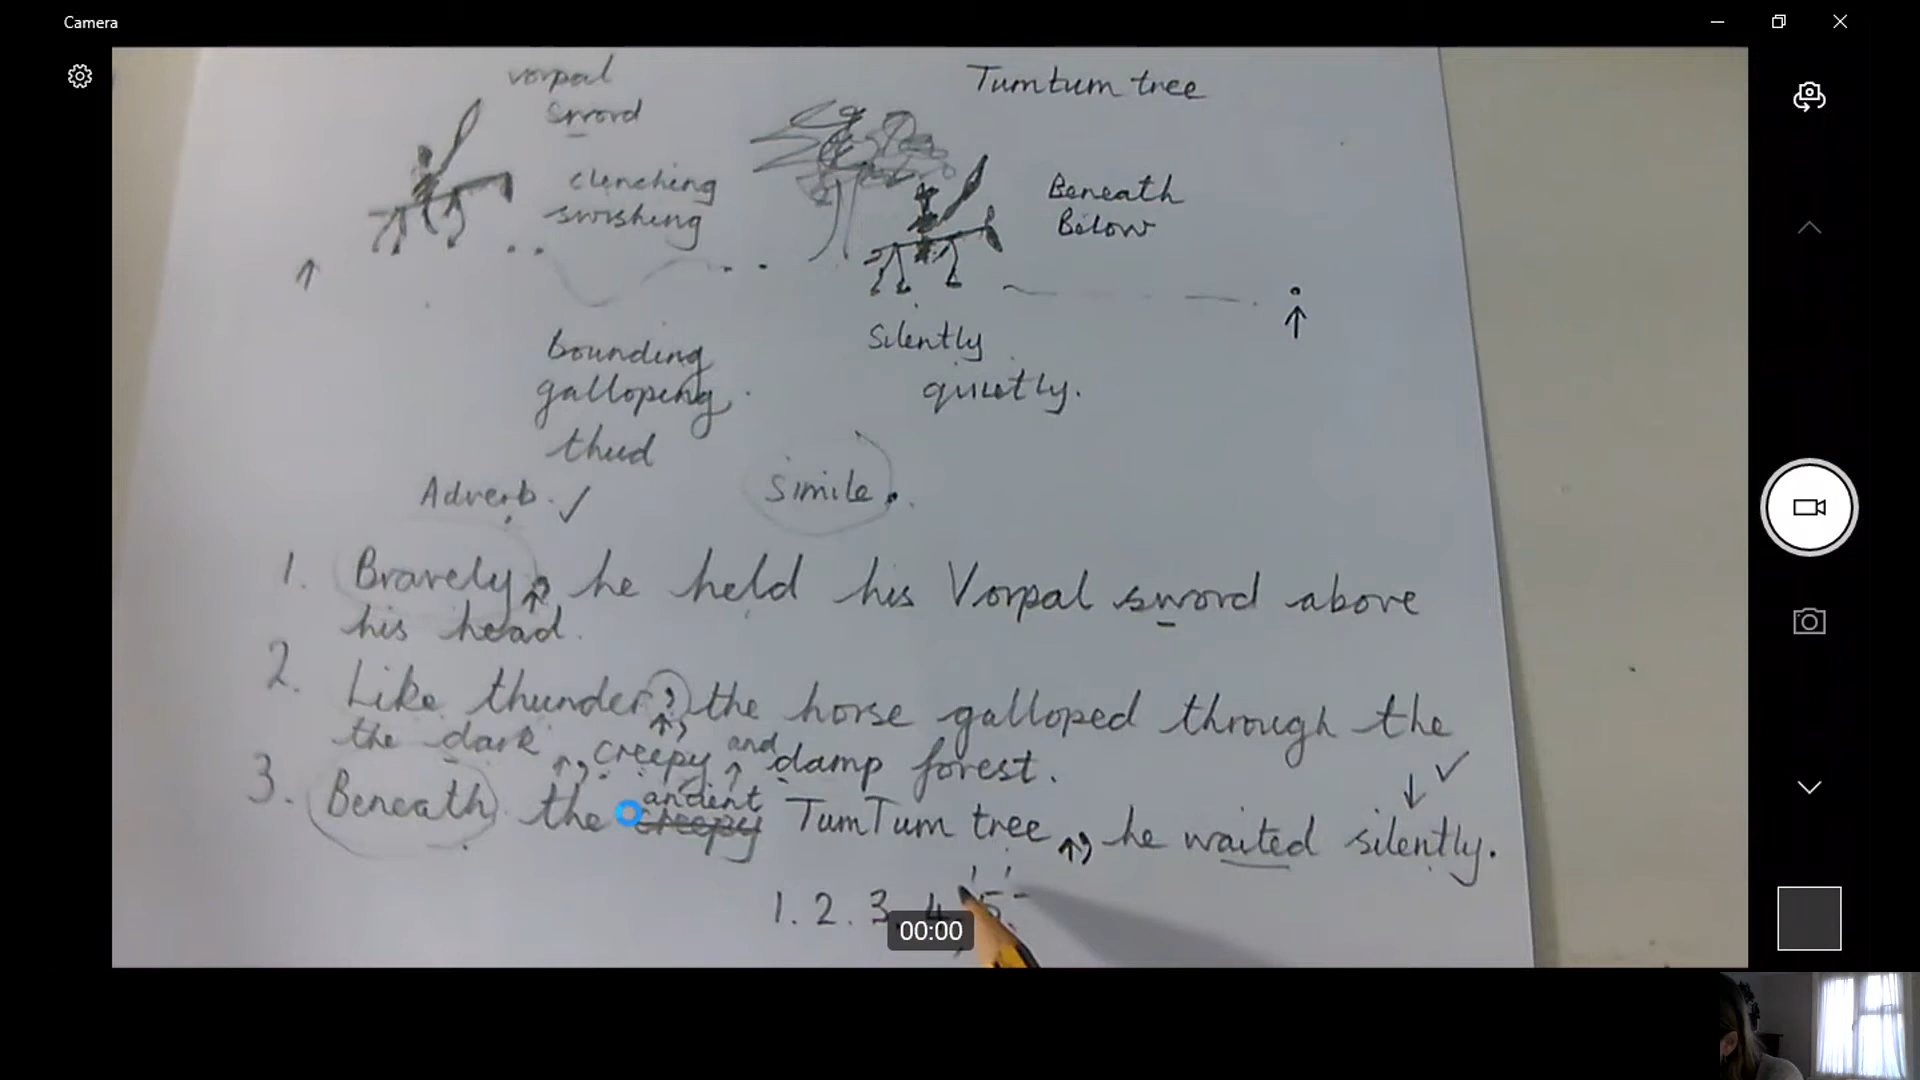 Camera
vorpal
sword
Tumtum tree
clenching
swishing
Beneath
Below
bounding
galloping
thud
Silently
quietly.
Adverb. ✓
Simile.
1. Bravely, he held his Vorpal sword above
his head.
2. Like thunder, the horse galloped through the
the dark, creepy and damp forest.
3. Beneath the ancient creepy TumTum tree, he waited silently.
1. 2. 3. 4. 5.
00:00